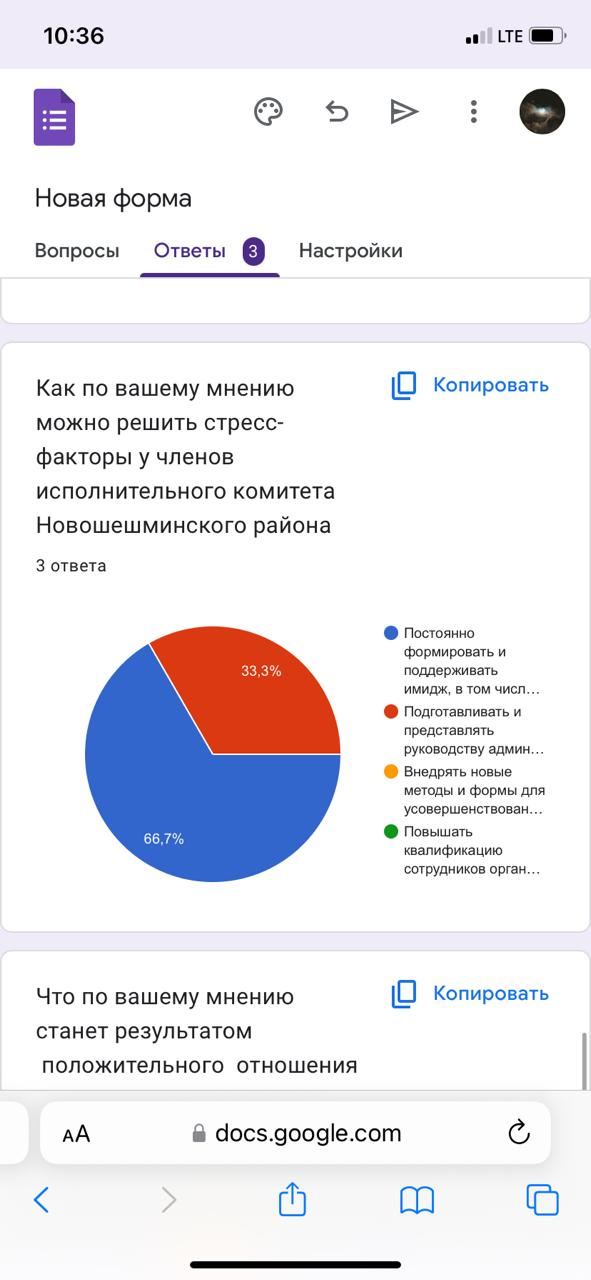 10:36
LTE
Новая форма
Вопросы Ответы 3 Настройки
Как по вашему мнению
можно решить стресс-
факторы у членов
исполнительного комитета
Новошешминского района
Копировать
3 ответа
33,3%
66,7%
Постоянно
формировать и
поддерживать
имидж, в том числ…
Подготавливать и
представлять
руководству админ…
Внедрять новые
методы и формы для
усовершенствован…
Повышать
квалификацию
сотрудников орган…
Что по вашему мнению
станет результатом
положительного отношения
Копировать
AA docs.google.com